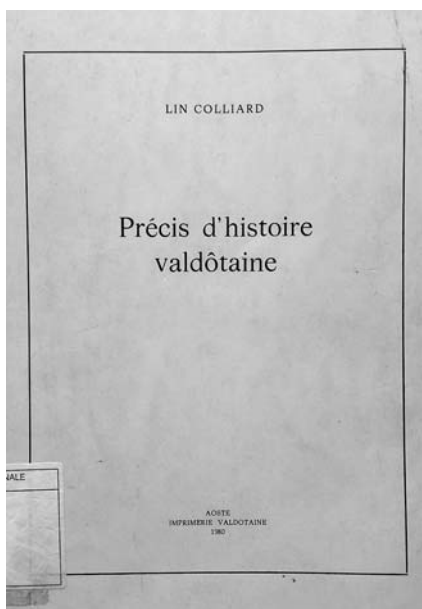 LIN COLLIARD
Précis d'histoire
valdôtaine
NALE
AOSTE
IMPRIMERIE VALDOTAINE
1980